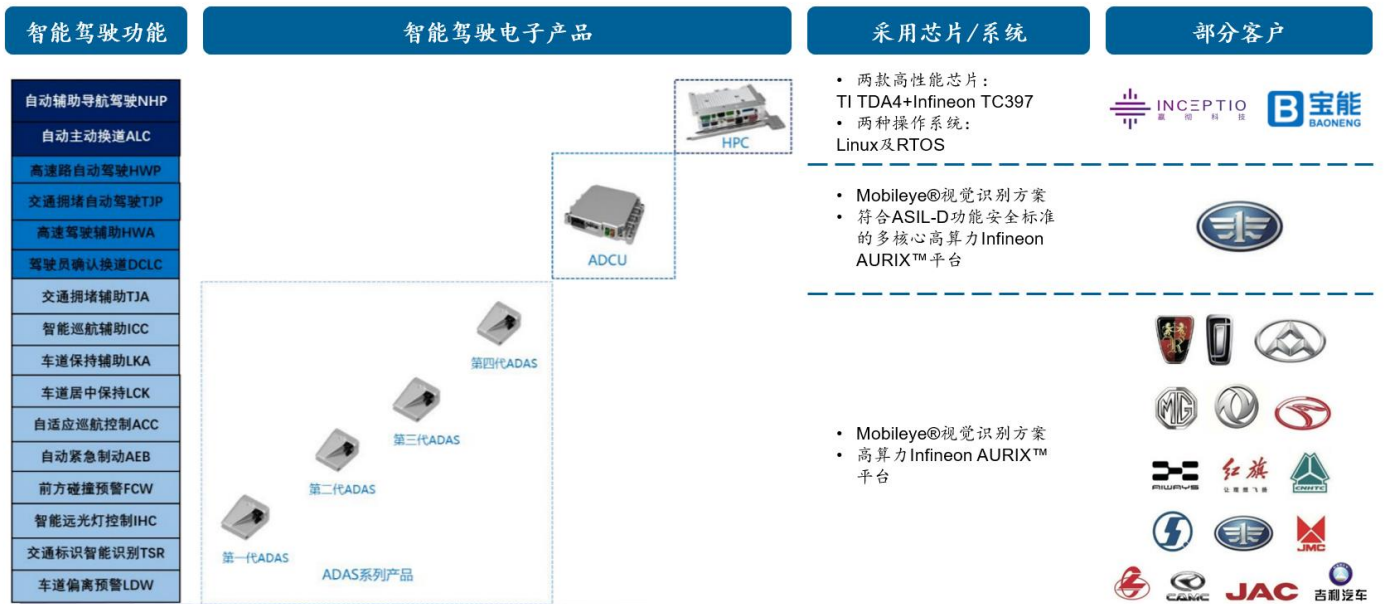 智能驾驶功能
智能驾驶电子产品
采用芯片/系统
部分客户
自动辅助导航驾驶NHP
自动主动换道ALC
高速路自动驾驶HWP
交通拥堵自动驾驶TJP
高速驾驶辅助HWA
驾驶员确认换道DCLC
交通拥堵辅助TJA
智能巡航辅助ICC
车道保持辅助LKA
车道居中保持LCK
自适应巡航控制ACC
自动紧急制动AEB
前方碰撞预警FCW
智能远光灯控制IHC
交通标识智能识别TSR
车道偏离预警LDW
HPC
ADCU
第四代ADAS
第三代ADAS
第二代ADAS
第一代ADAS
ADAS系列产品
• 两款高性能芯片：
TI TDA4+Infineon TC397
• 两种操作系统：
Linux及RTOS
• Mobileye®视觉识别方案
• 符合ASIL-D功能安全标准
的多核心高算力Infineon
AURIX™平台
• Mobileye®视觉识别方案
• 高算力Infineon AURIX™
平台
INCEPTIO
嬴彻科技
B 宝能
BAONENG
MG
AIWAYS
红旗
让理想飞扬
CNHTC
JMC
CAMC
JAC
吉利汽车